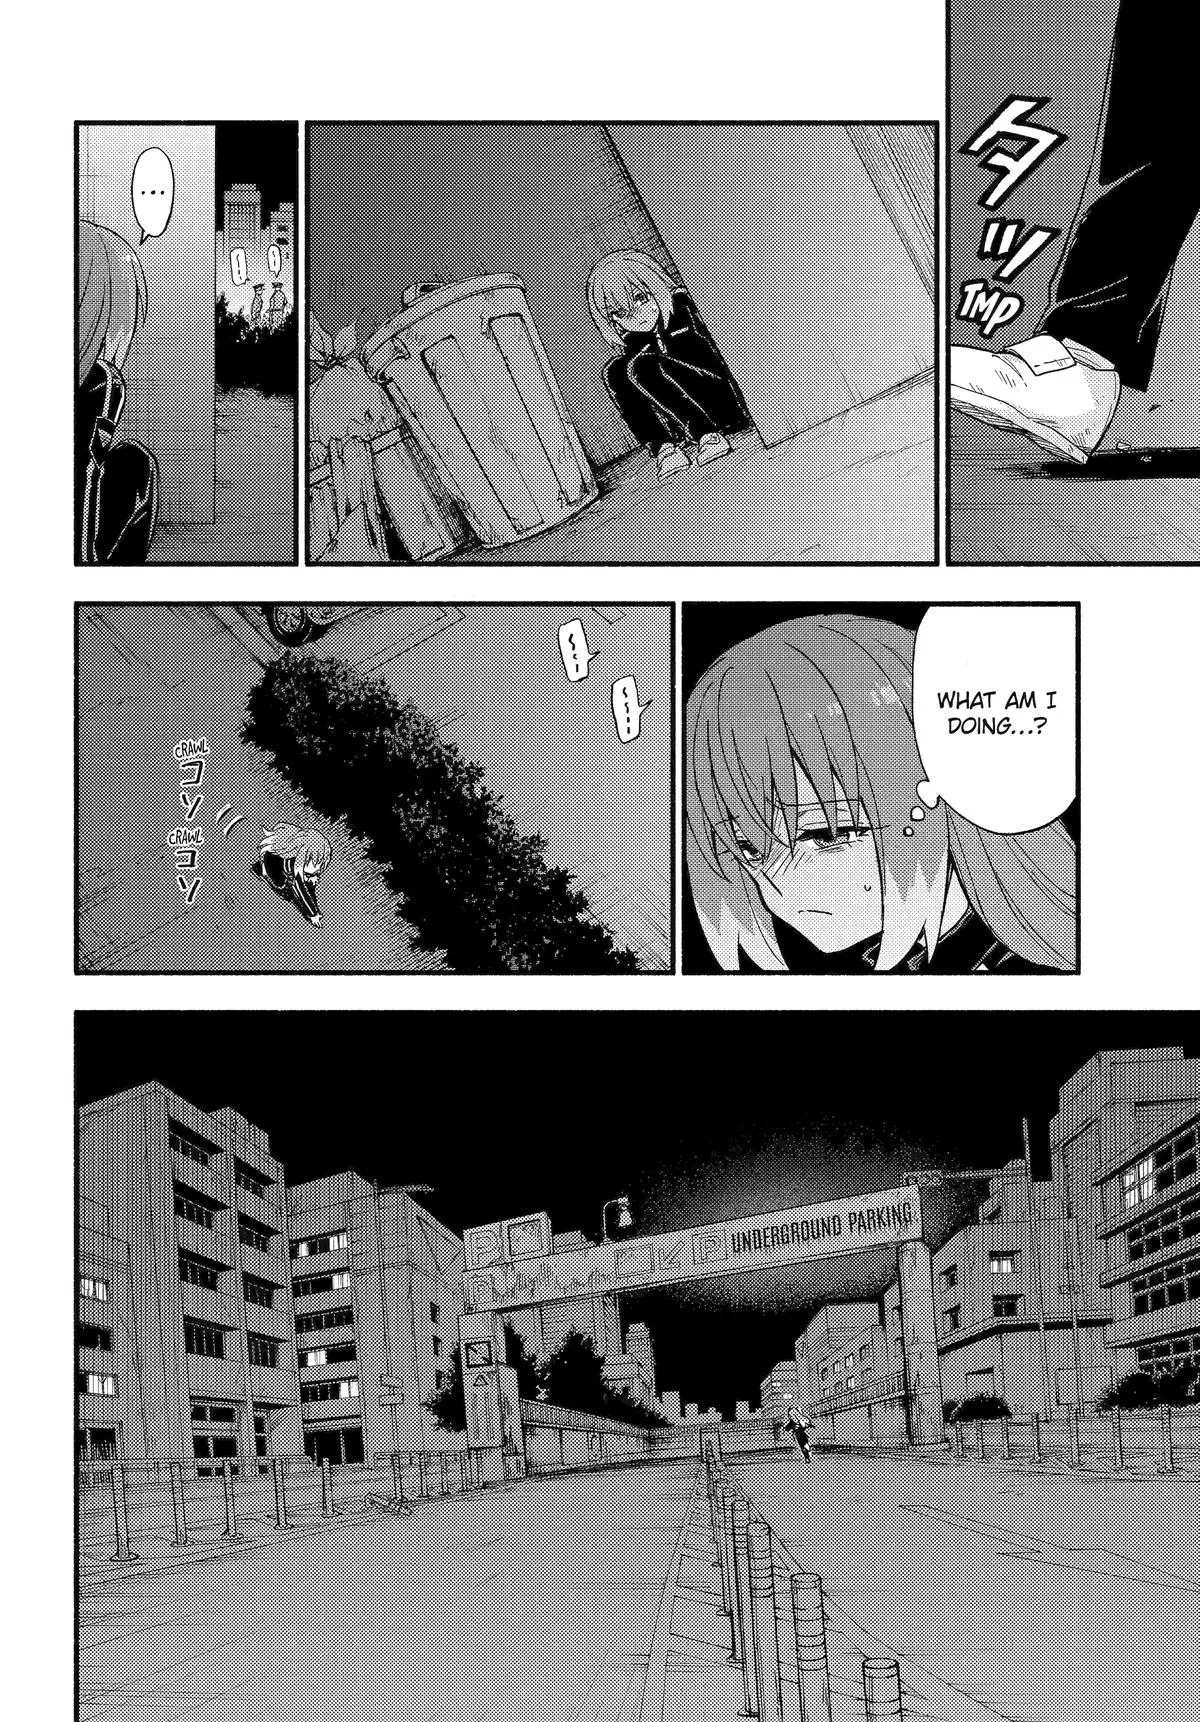 タッ
TMP
...
WHAT AM I
DOING...?
CRAWL
コソ
CRAWL
コソ
P
UNDERGROUND PARKING